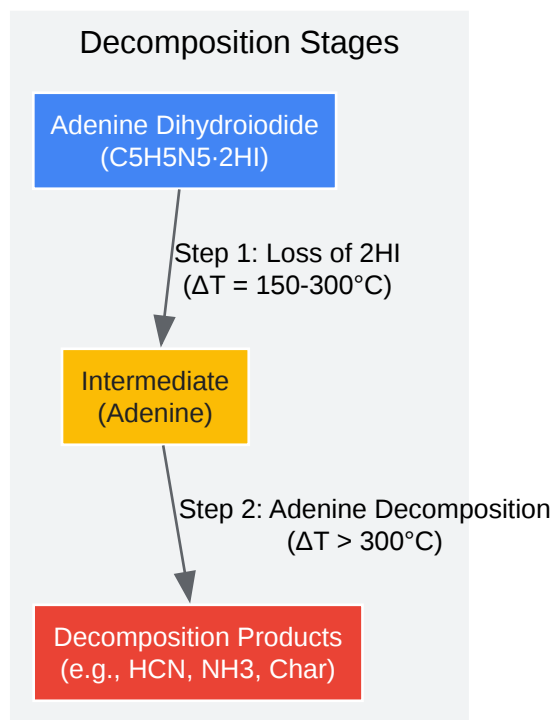 Decomposition Stages
Adenine Dihydroiodide
(C5H5N5·2HI)
Step 1: Loss of 2HI
(ΔT = 150-300°C)
Intermediate
(Adenine)
Step 2: Adenine Decomposition
(ΔT > 300°C)
Decomposition Products
(e.g., HCN, NH3, Char)